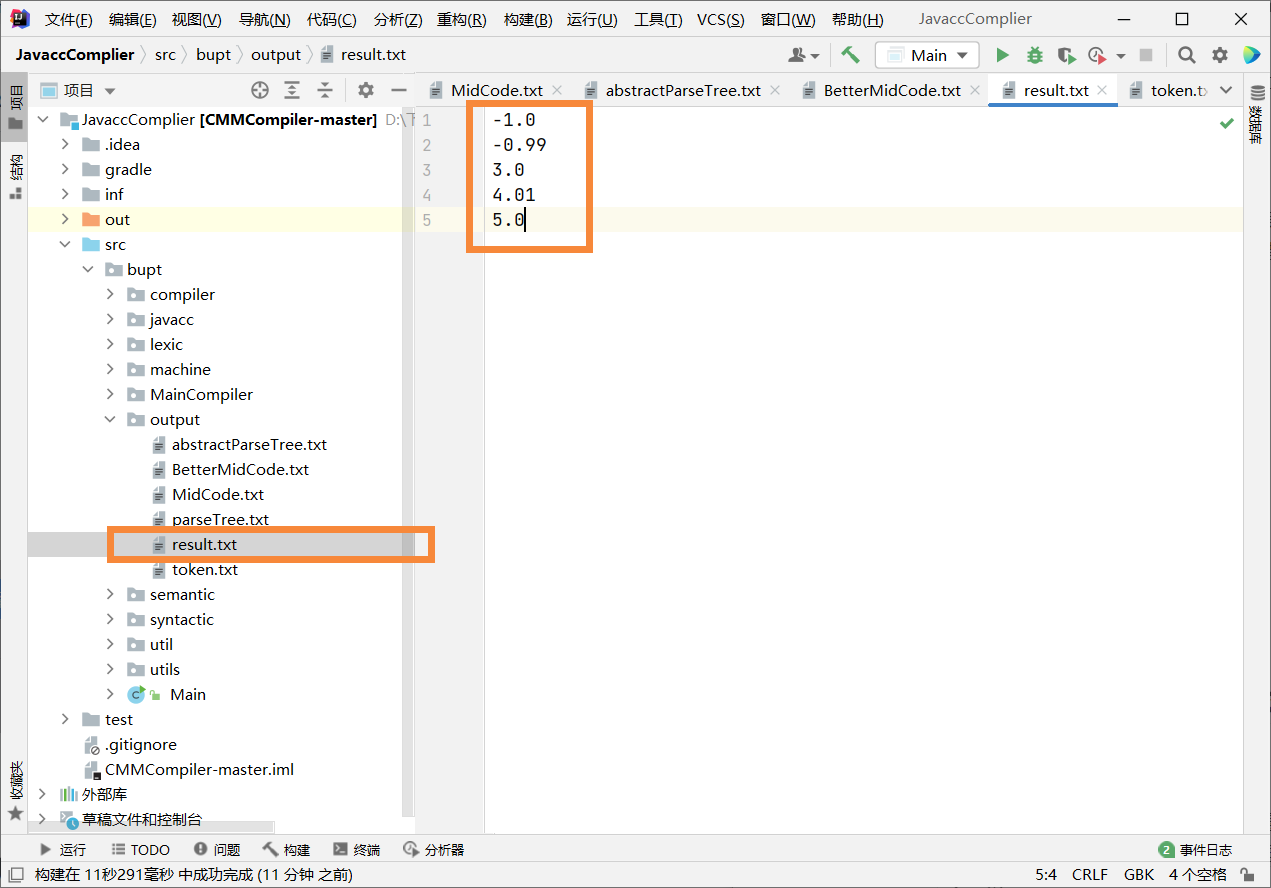 文件(F) 编辑(E) 视图(V) 导航(N) 代码(C) 分析(Z) 重构(R) 构建(B) 运行(U) 工具(T) VCS(S) 窗口(W) 帮助(H) JavaccComplier
JavaccComplier src bupt output result.txt Main
项目
MidCode.txt abstractParseTree.txt BetterMidCode.txt result.txt token.t
项目
结构
收藏夹
JavaccComplier [CMMCompiler-master] D:\
.idea
gradle
inf
out
src
bupt
compiler
javacc
lexic
machine
MainCompiler
output
abstractParseTree.txt
BetterMidCode.txt
MidCode.txt
parseTree.txt
result.txt
token.txt
semantic
syntactic
util
utils
Main
test
.gitignore
CMMCompiler-master.iml
外部库
草稿文件和控制台
1 -1.0
2 -0.99
3 3.0
4 4.01
5 5.0
数据库
运行 TODO 问题 构建 终端 分析器 2 事件日志
构建在 11秒291毫秒 中成功完成 (11 分钟 之前) 5:4 CRLF GBK 4 个空格